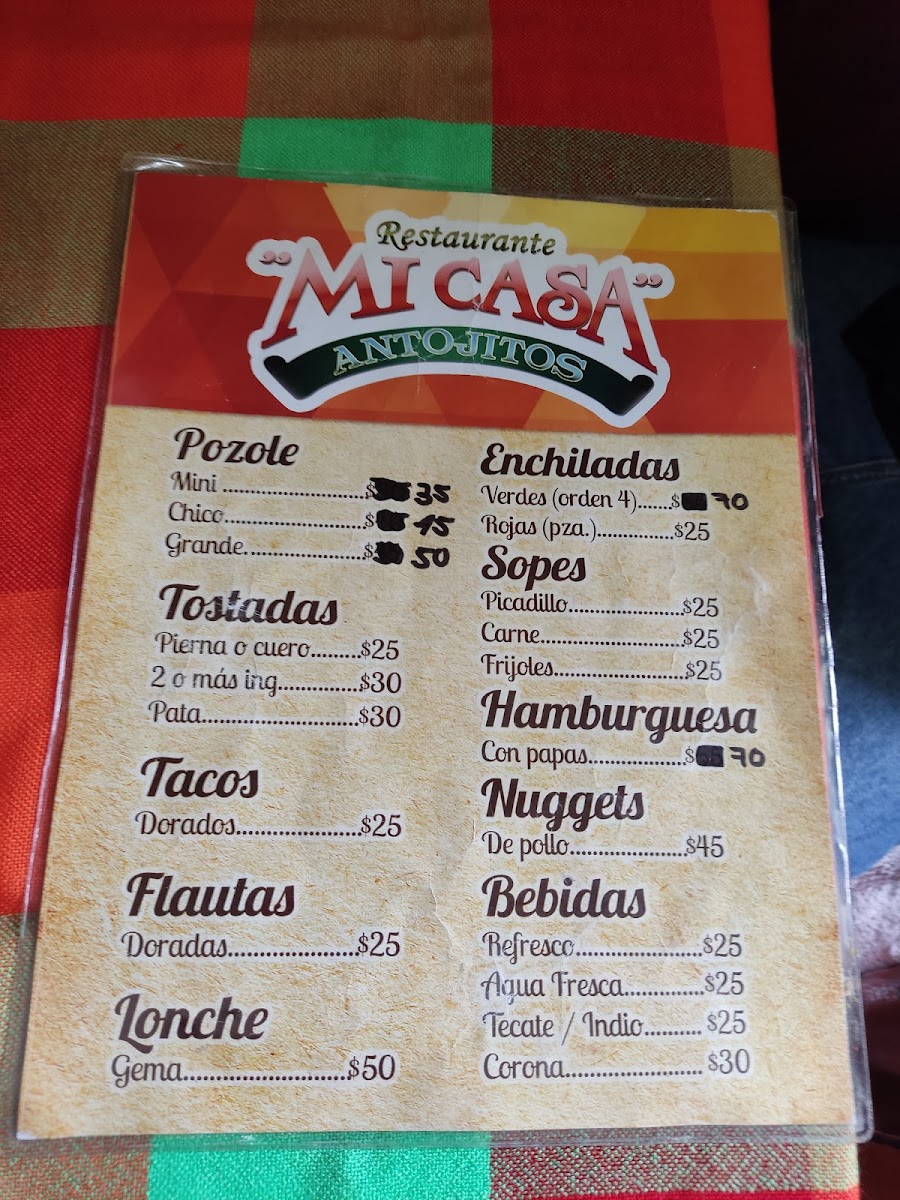 Restaurante
"MI CASA"
ANTOJITOS
Pozole
Mini ........................$ 35
Chico........................$ 45
Grande.....................$ 50
Tostadas
Pierna o cuero.........$25
2 o más ing..............$30
Pata...........................$30
Tacos
Dorados.....................$25
Flautas
Doradas......................$25
Lonche
Gema............................$50
Enchiladas
Verdes (orden 4)......$ 70
Rojas (pza.)..............$25
Sopes
Picadillo.....................$25
Carne..........................$25
Frijoles........................$25
Hamburguesa
Con papas..................$ 70
Nuggets
De pollo.....................$45
Bebidas
Refresco......................$25
Agua Fresca..............$25
Tecate / Indio.......... $25
Corona........................ $30